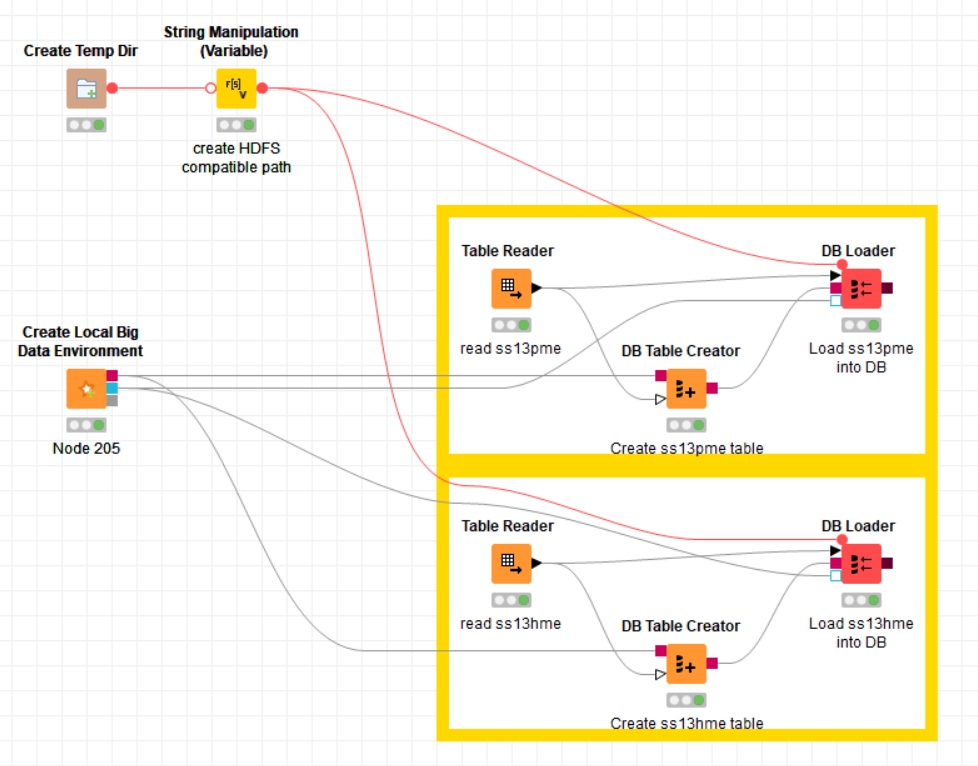 Create Temp Dir
String Manipulation
(Variable)
f[s]
v
create HDFS
compatible path
Create Local Big
Data Environment
Node 205
Table Reader
read ss13pme
DB Table Creator
Create ss13pme table
DB Loader
Load ss13pme
into DB
Table Reader
read ss13hme
DB Table Creator
Create ss13hme table
DB Loader
Load ss13hme
into DB